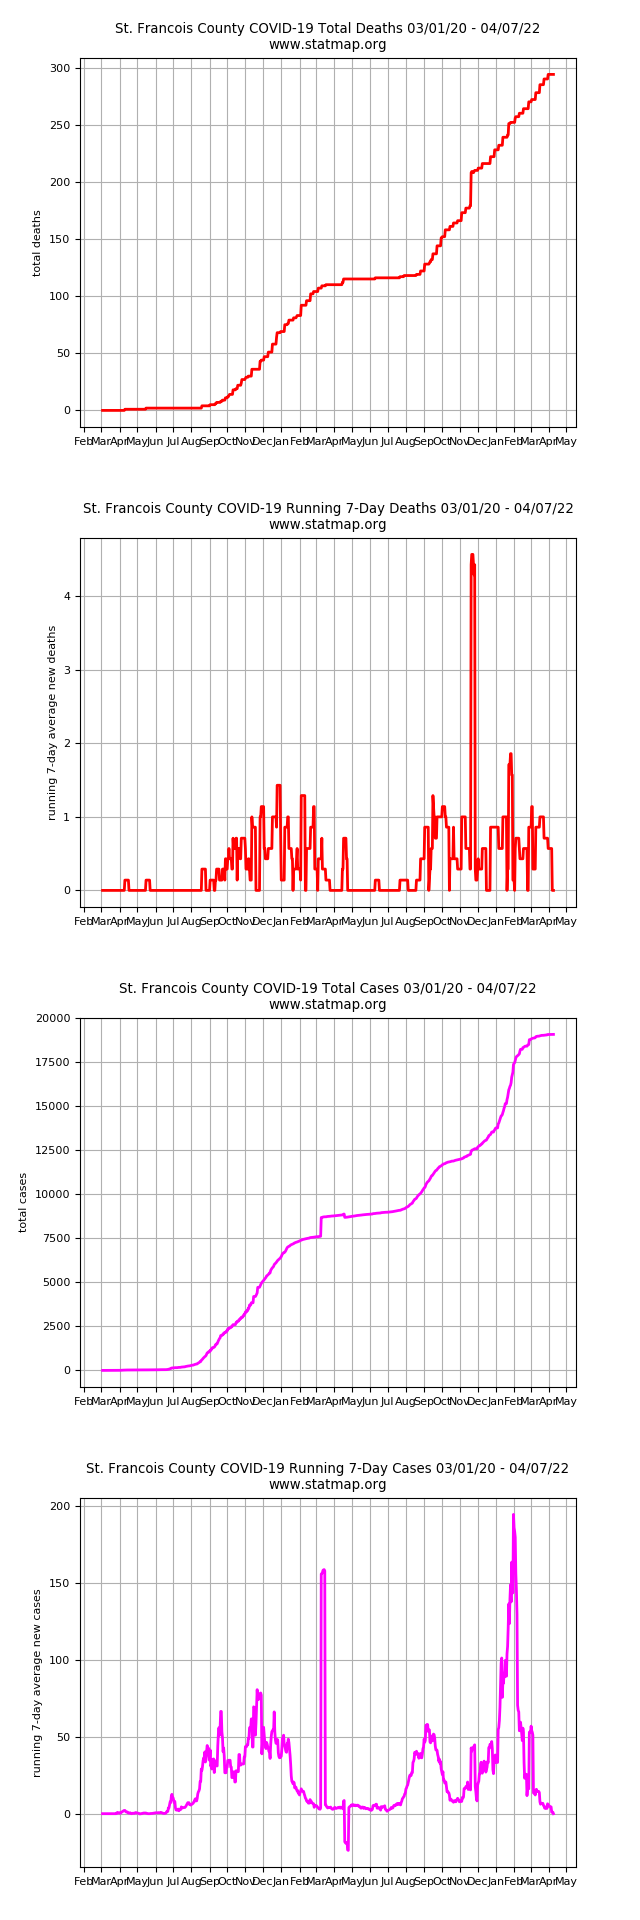 St. Francois County COVID-19 Total Deaths 03/01/20 - 04/07/22
www.statmap.org
300
250
200
150
100
50
0
total deaths
Feb Mar Apr May Jun Jul Aug Sep Oct Nov Dec Jan Feb Mar Apr May Jun Jul Aug Sep Oct Nov Dec Jan Feb Mar Apr May
St. Francois County COVID-19 Running 7-Day Deaths 03/01/20 - 04/07/22
www.statmap.org
4
3
2
1
0
running 7-day average new deaths
Feb Mar Apr May Jun Jul Aug Sep Oct Nov Dec Jan Feb Mar Apr May Jun Jul Aug Sep Oct Nov Dec Jan Feb Mar Apr May
St. Francois County COVID-19 Total Cases 03/01/20 - 04/07/22
www.statmap.org
20000
17500
15000
12500
10000
7500
5000
2500
0
total cases
Feb Mar Apr May Jun Jul Aug Sep Oct Nov Dec Jan Feb Mar Apr May Jun Jul Aug Sep Oct Nov Dec Jan Feb Mar Apr May
St. Francois County COVID-19 Running 7-Day Cases 03/01/20 - 04/07/22
www.statmap.org
200
150
100
50
0
running 7-day average new cases
Feb Mar Apr May Jun Jul Aug Sep Oct Nov Dec Jan Feb Mar Apr May Jun Jul Aug Sep Oct Nov Dec Jan Feb Mar Apr May